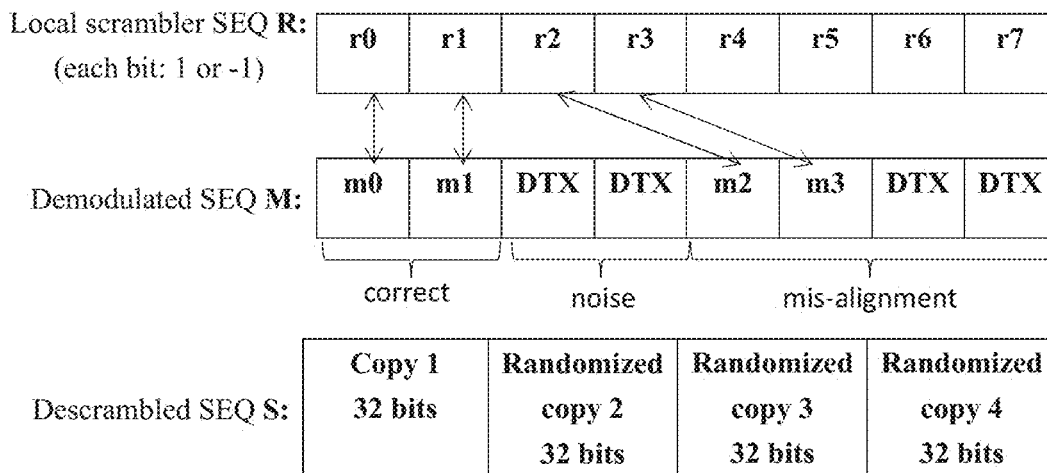 Local scrambler SEQ R: r0 r1 r2 r3 r4 r5 r6 r7
(each bit: 1 or -1)
Demodulated SEQ M: m0 m1 DTX DTX m2 m3 DTX DTX
correct noise mis-alignment
Copy 1 Randomized Randomized Randomized
Descrambled SEQ S: 32 bits copy 2 copy 3 copy 4
32 bits 32 bits 32 bits